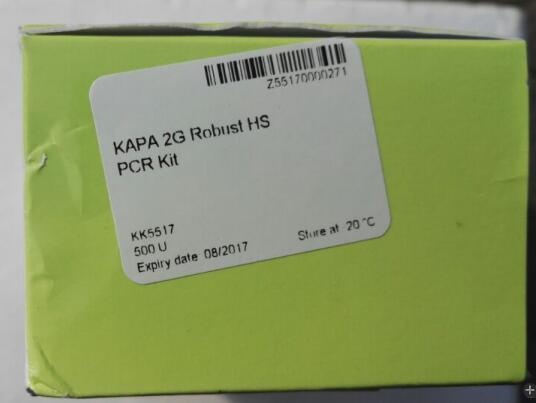 Z55170000271
KAPA 2G Robust HS
PCR Kit
KK5517
500 U
Expiry date 08/2017
Store at 20 °C